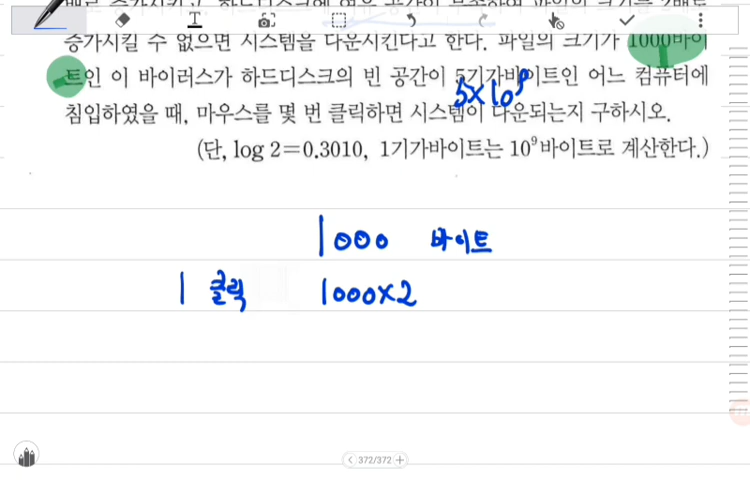 증가시킬 수 없으면 시스템을 다운시킨다고 한다. 파일의 크기가 1000바이
트인 이 바이러스가 하드디스크의 빈 공간이 5기가바이트인 어느 컴퓨터에
5×10⁹
침입하였을 때, 마우스를 몇 번 클릭하면 시스템이 다운되는지 구하시오.
(단, log 2=0.3010, 1기가바이트는 10⁹바이트로 계산한다.)
1000 바이트
1 클릭 1000×2
372/372